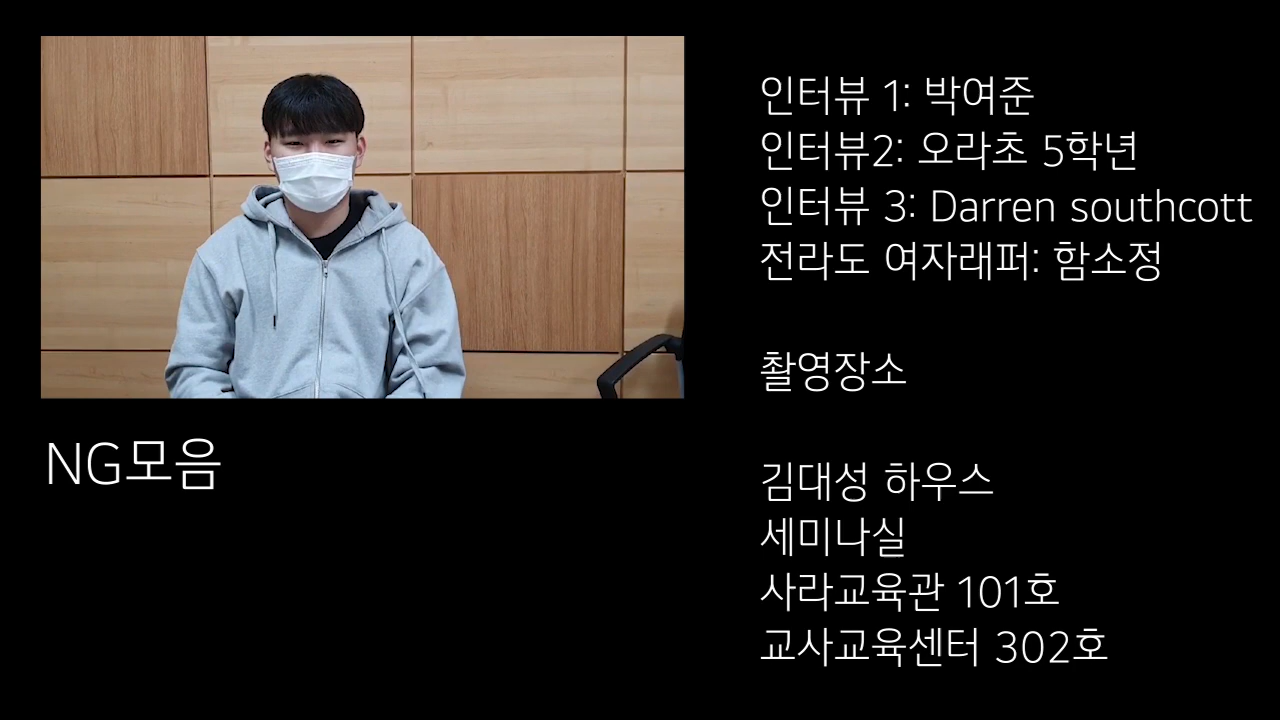 NG모음
인터뷰 1: 박여준
인터뷰2: 오라초 5학년
인터뷰 3: Darren southcott
전라도 여자래퍼: 함소정
촬영장소
김대성 하우스
세미나실
사라교육관 101호
교사교육센터 302호